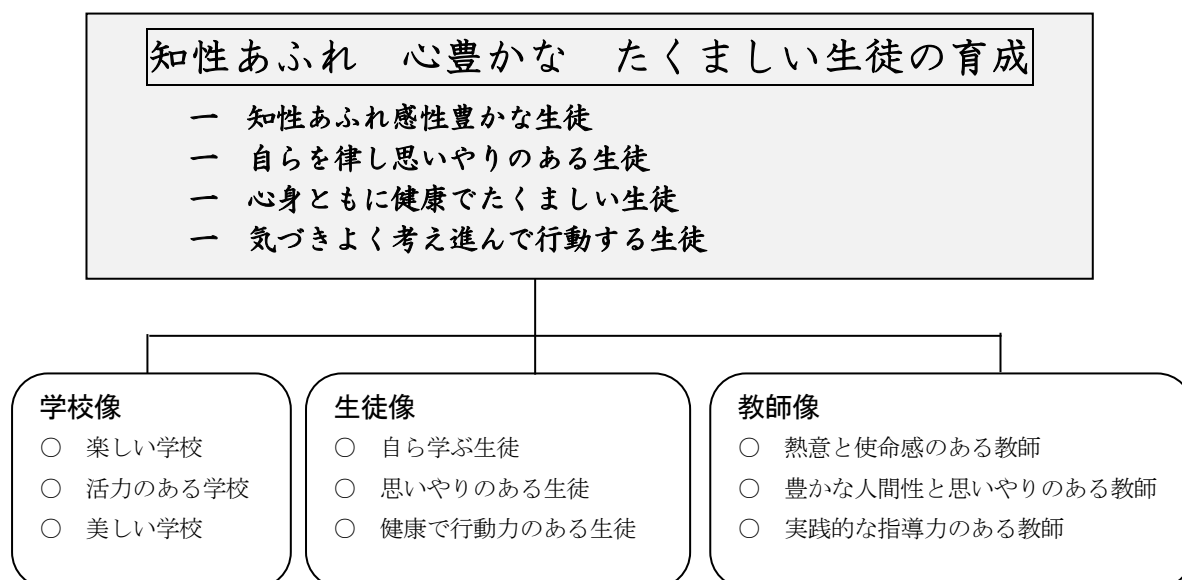 知性あふれ　心豊かな　たくましい生徒の育成
一　知性あふれ感性豊かな生徒
一　自らを律し思いやりのある生徒
一　心身ともに健康でたくましい生徒
一　気づきよく考え進んで行動する生徒
学校像
○　楽しい学校
○　活力のある学校
○　美しい学校
生徒像
○　自ら学ぶ生徒
○　思いやりのある生徒
○　健康で行動力のある生徒
教師像
○　熱意と使命感のある教師
○　豊かな人間性と思いやりのある教師
○　実践的な指導力のある教師